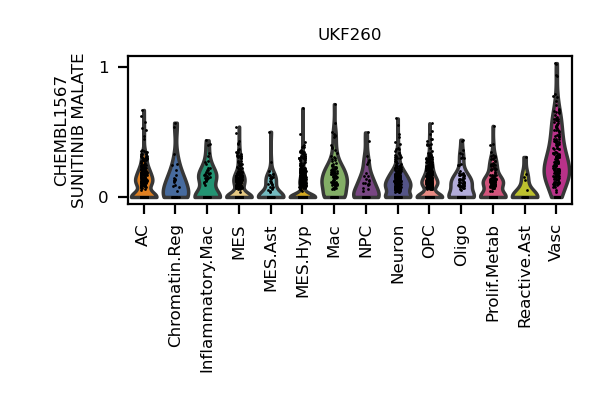 UKF260
CHEMBL1567
SUNITINIB MALATE
1
0
AC
Chromatin.Reg
Inflammatory.Mac
MES
MES.Ast
MES.Hyp
Mac
NPC
Neuron
OPC
Oligo
Prolif.Metab
Reactive.Ast
Vasc